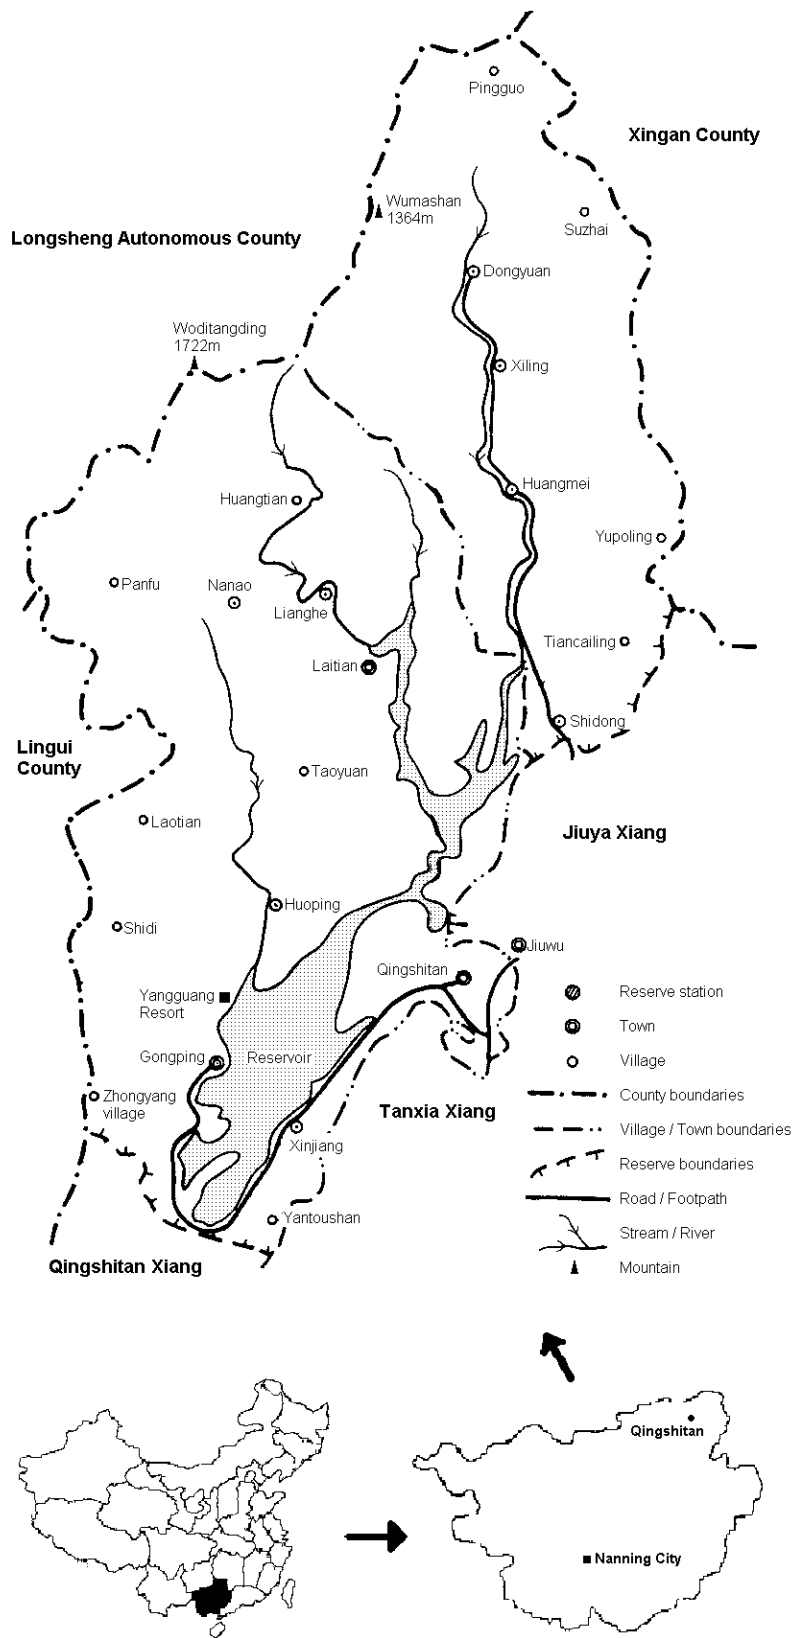 Pingguo
Xingan County
Wumashan
1364m
Suzhai
Longsheng Autonomous County
Dongyuan
Woditangding
1722m
Xiling
Huangmei
Huangtian
Yupoling
Panfu
Nanao
Lianghe
Tiancailing
Laitian
Shidong
Lingui
County
Taoyuan
Laotian
Jiuya Xiang
Huoping
Shidi
Jiuwu
Qingshitan
Yangguang
Resort
Reserve station
Town
Gongping
Reservoir
Village
Zhongyang
village
County boundaries
Tanxia Xiang
Village / Town boundaries
Xinjiang
Reserve boundaries
Road / Footpath
Yantoushan
Stream / River
Qingshitan Xiang
Mountain
Qingshitan
Nanning City